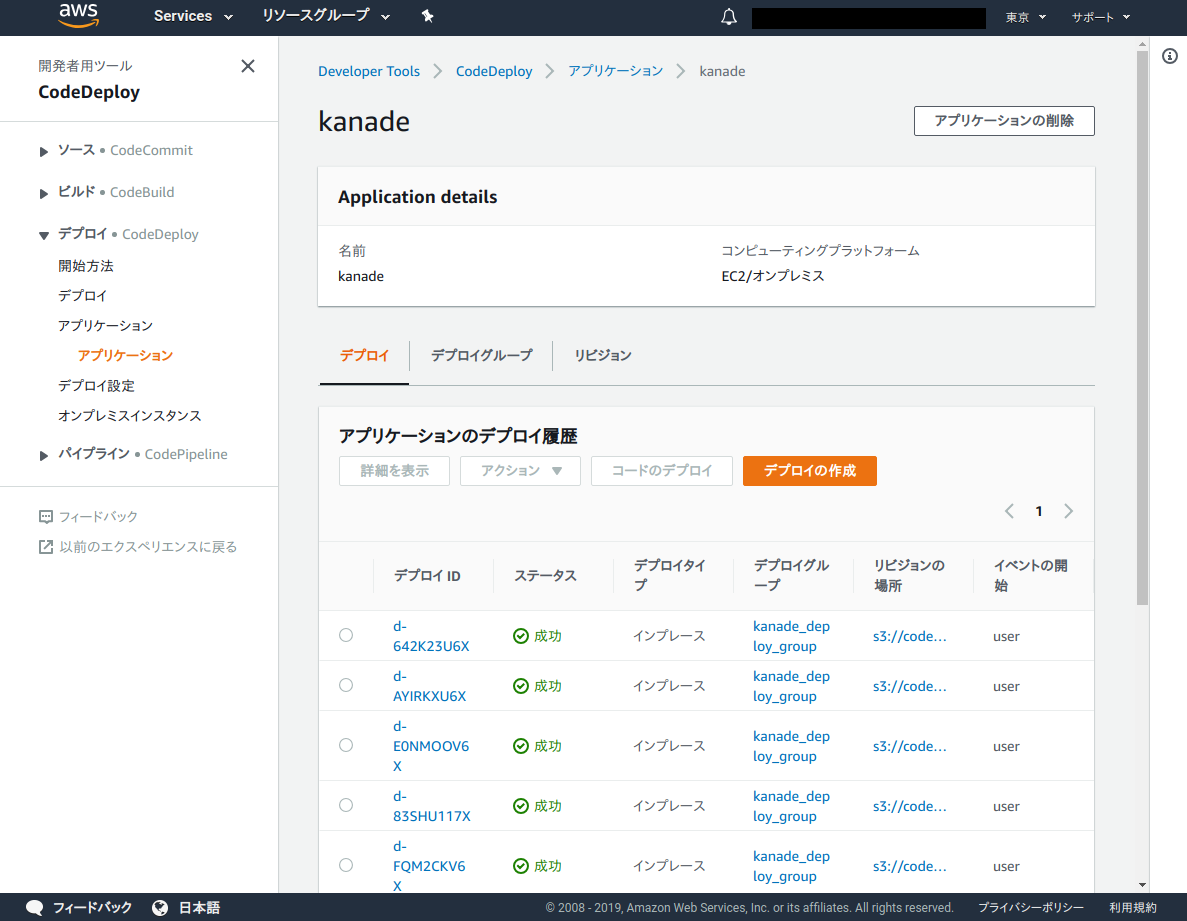 aws Services リソースグループ 東京 サポート
開発者用ツール
CodeDeploy
ソース • CodeCommit
ビルド • CodeBuild
デプロイ • CodeDeploy
開始方法
デプロイ
アプリケーション
アプリケーション
デプロイ設定
オンプレミスインスタンス
パイプライン • CodePipeline
フィードバック
以前のエクスペリエンスに戻る
Developer Tools CodeDeploy アプリケーション kanade
kanade アプリケーションの削除
Application details
名前 コンピューティングプラットフォーム
kanade EC2/オンプレミス
デプロイ デプロイグループ リビジョン
アプリケーションのデプロイ履歴
詳細を表示 アクション コードのデプロイ デプロイの作成
1
デプロイ ID ステータス デプロイタイ デプロイグル リビジョンの イベントの開
プ ープ 場所 始
d- kanade_dep
成功 インプレース s3://code... user
642K23U6X loy_group
d- kanade_dep
成功 インプレース s3://code... user
AYIRKXU6X loy_group
d-
kanade_dep
E0NMOOV6 成功 インプレース s3://code... user
loy_group
X
d- kanade_dep
成功 インプレース s3://code... user
83SHU117X loy_group
d-
kanade_dep
FQM2CKV6 成功 インプレース s3://code... user
loy_group
X
フィードバック 日本語 © 2008 - 2019, Amazon Web Services, Inc. or its affiliates. All rights reserved. プライバシーポリシー 利用規約